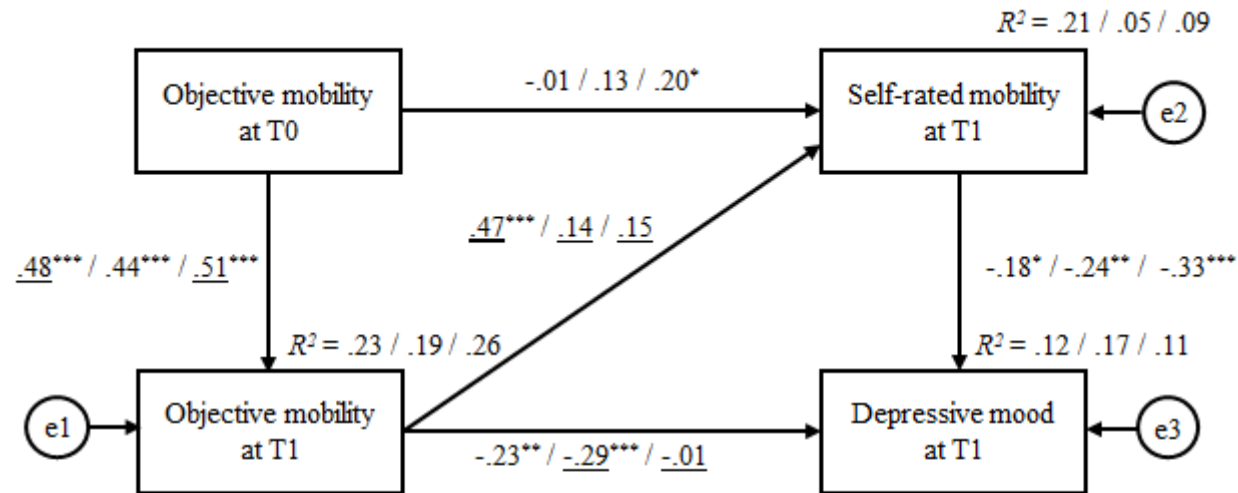 R² = .21 / .05 / .09
Objective mobility
at T0
-.01 / .13 / .20*
Self-rated mobility
at T1
e2
.47*** / .14 / .15
.48*** / .44*** / .51***
-.18* / -.24** / -.33***
R² = .23 / .19 / .26
R² = .12 / .17 / .11
e1
Objective mobility
at T1
-.23** / -.29*** / -.01
Depressive mood
at T1
e3